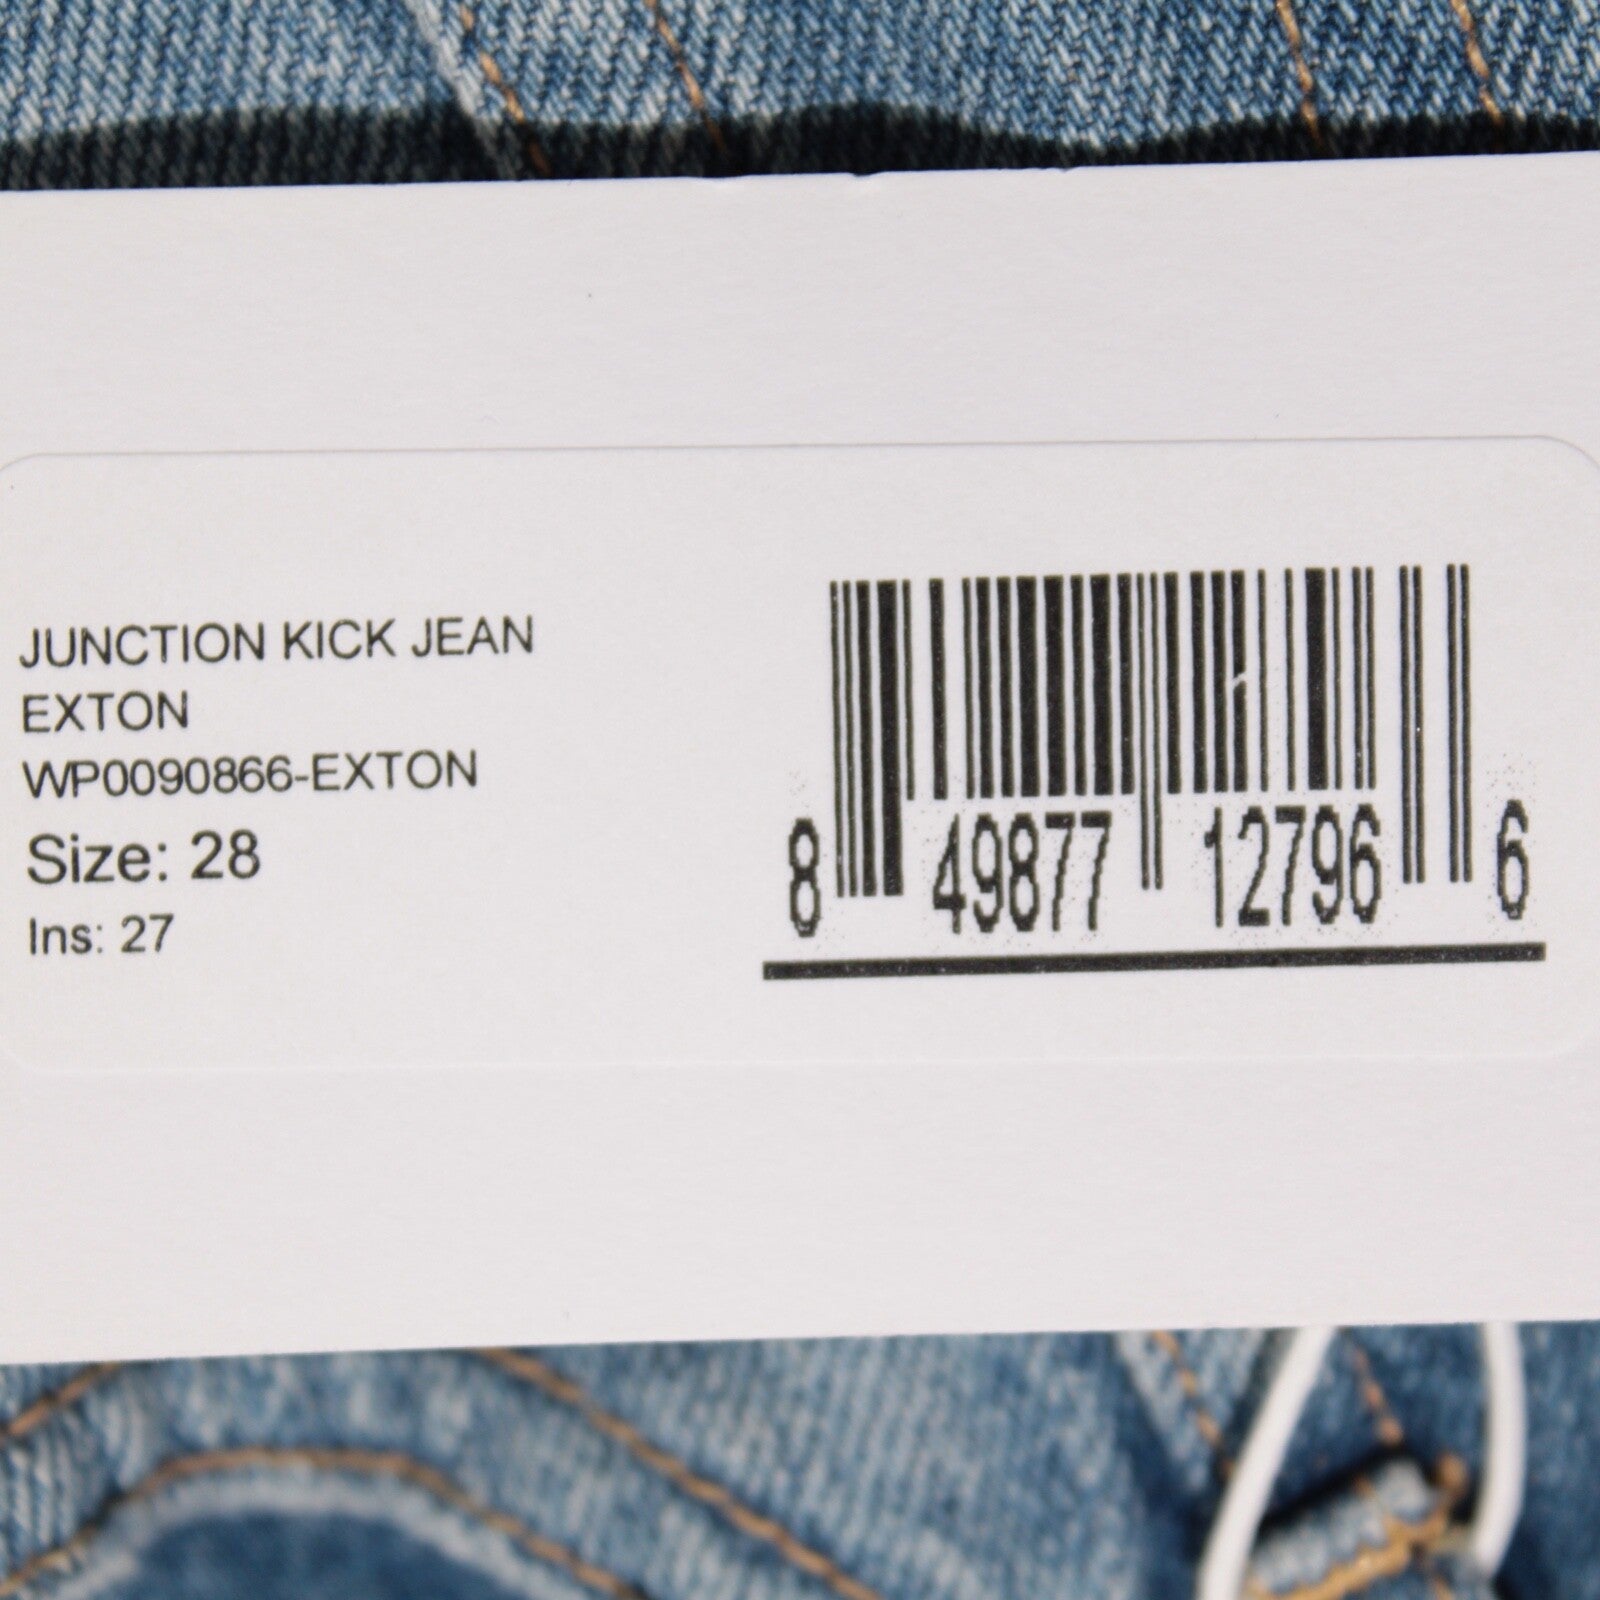 JUNCTION KICK JEAN
EXTON
WP0090866-EXTON
Size: 28
Ins: 27
8 49877 12796 6